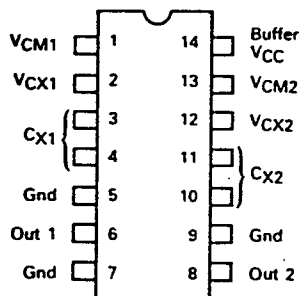 VCM1 1 14 Buffer VCC
VCX1 2 13 VCM2
CX1 3 12 VCX2
4 11 CX2
Gnd 5 10
Out 1 6 9 Gnd
Gnd 7 8 Out 2